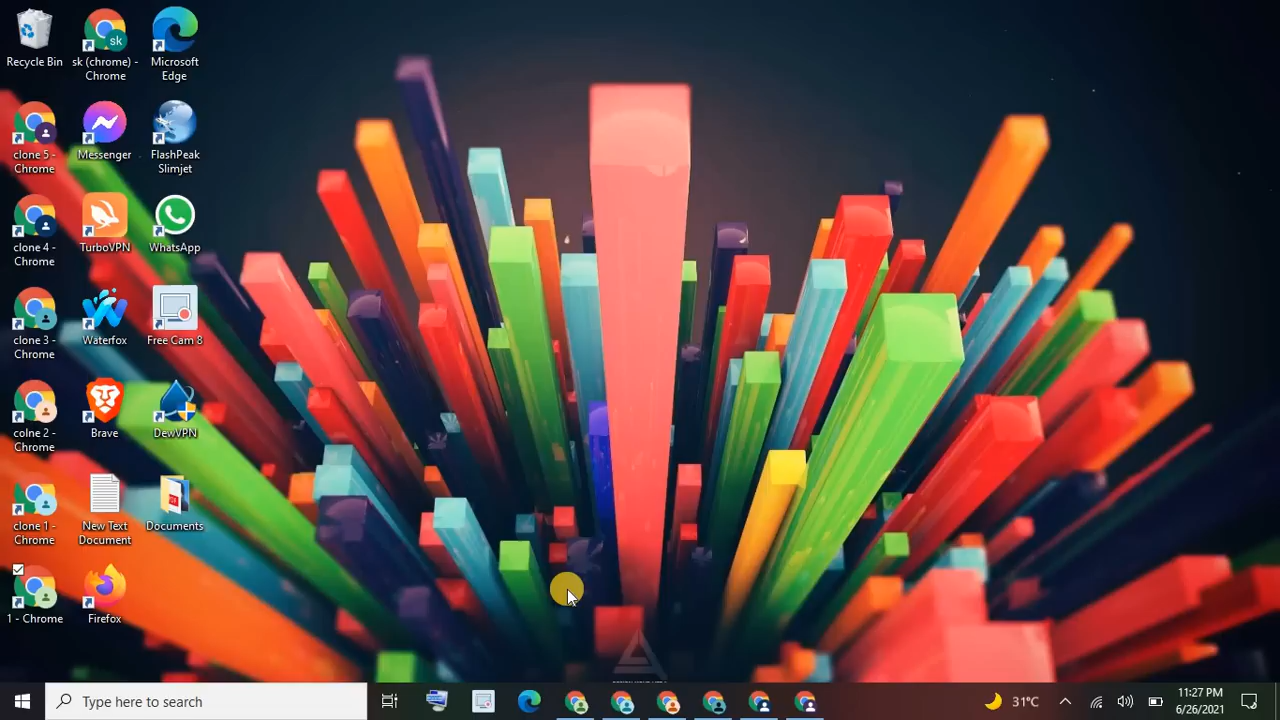 Recycle Bin
sk (chrome) -
Chrome
Microsoft
Edge
sk
clone 5 -
Chrome
Messenger
FlashPeak
Slimjet
clone 4 -
Chrome
TurboVPN
WhatsApp
clone 3 -
Chrome
Waterfox
Free Cam 8
colne 2 -
Chrome
Brave
DewVPN
clone 1 -
Chrome
New Text
Document
Documents
1 - Chrome
Firefox
Type here to search
31°C
11:27 PM
6/26/2021